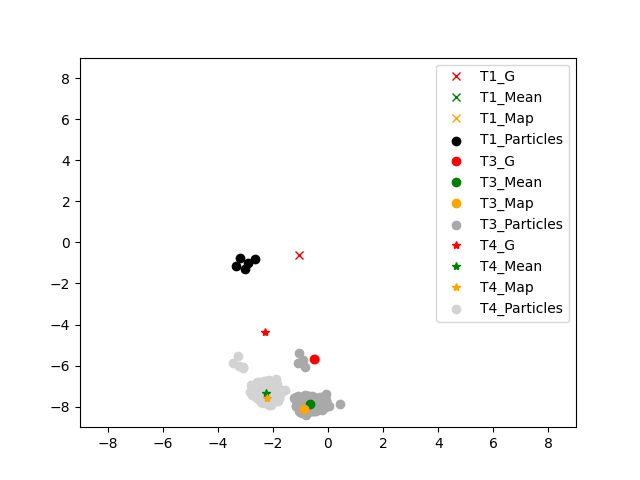 8
6
4
2
0
−2
−4
−6
−8
−8 −6 −4 −2 0 2 4 6 8
T1_G
T1_Mean
T1_Map
T1_Particles
T3_G
T3_Mean
T3_Map
T3_Particles
T4_G
T4_Mean
T4_Map
T4_Particles